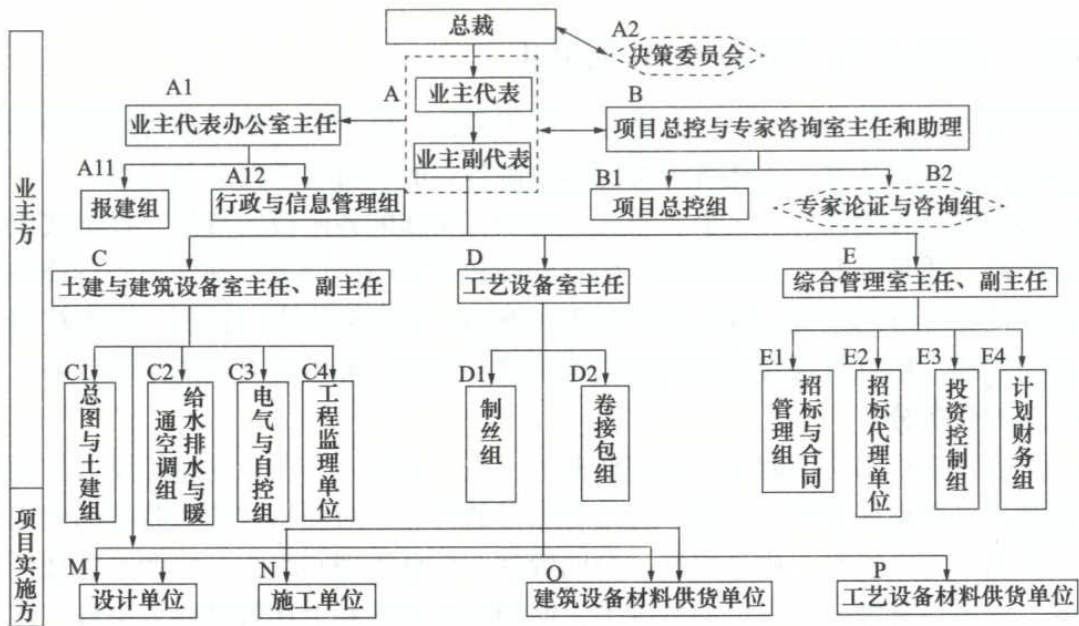 总裁
A2
决策委员会
A
业主代表
业主副代表
A1
业主代表办公室主任
B
项目总控与专家咨询室主任和助理
A11
报建组
A12
行政与信息管理组
B1
项目总控组
B2
专家论证与咨询组
业主方
C
土建与建筑设备室主任、副主任
D
工艺设备室主任
E
综合管理室主任、副主任
C1
总图与土建组
C2
给水排水与暖
通空调组
C3
电气与自控组
C4
工程监理单位
D1
制丝组
D2
卷接包组
E1
招标与合同
管理组
E2
招标代理单位
E3
投资控制组
E4
计划财务组
项目实施方
M
设计单位
N
施工单位
O
建筑设备材料供货单位
P
工艺设备材料供货单位